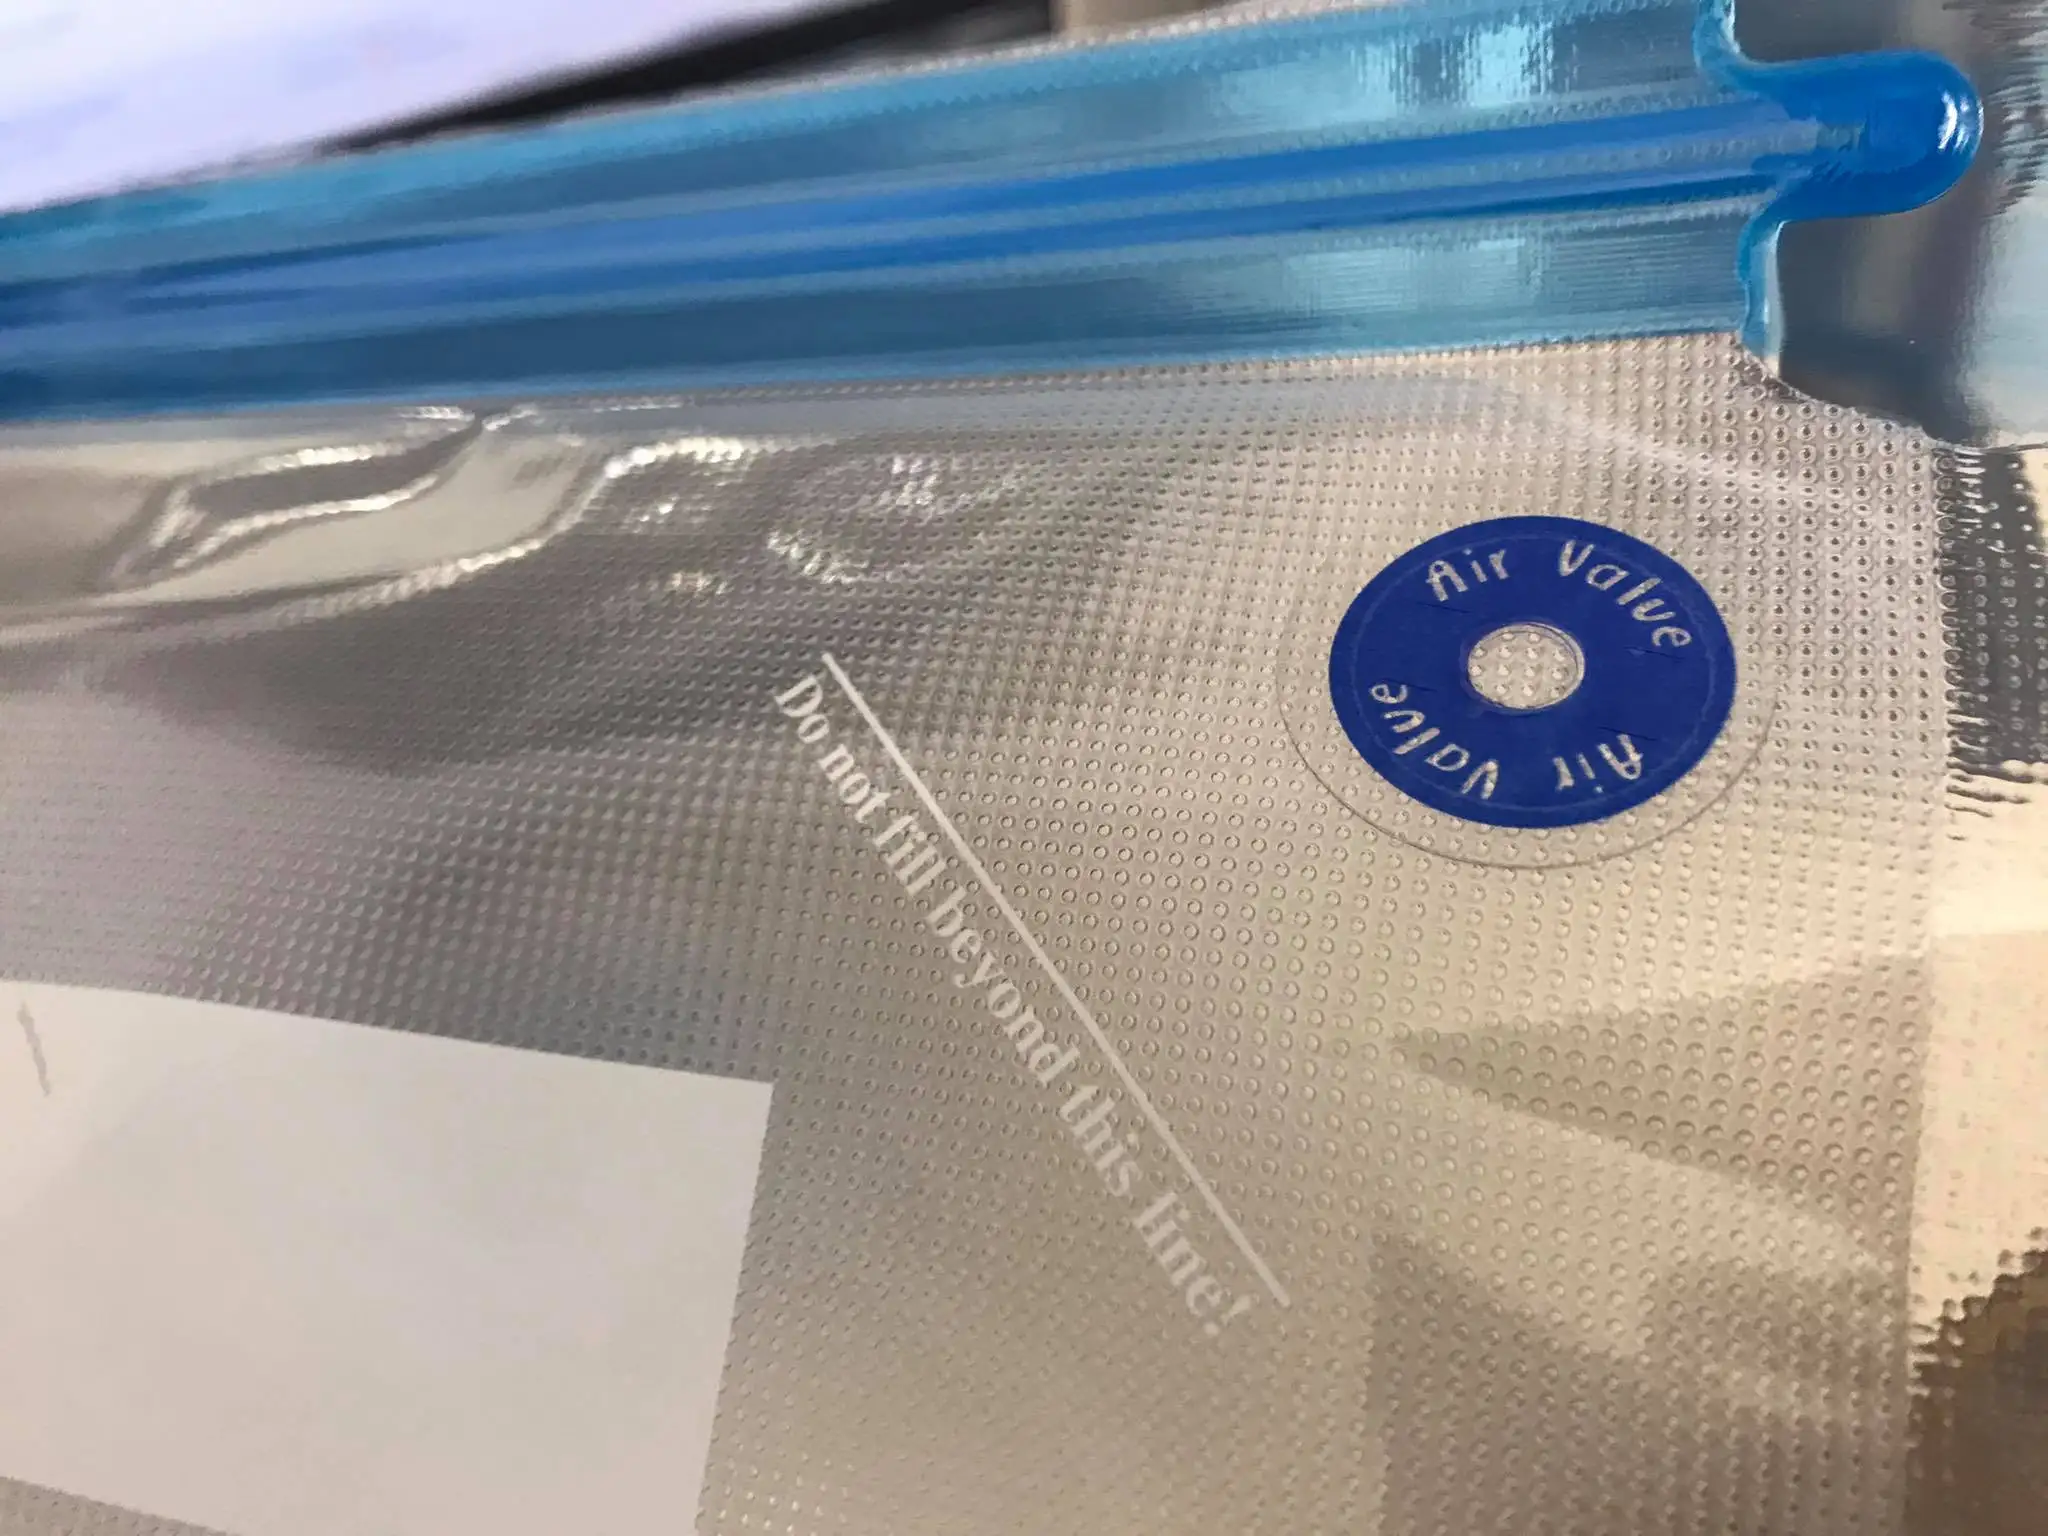 Air Valve
Air Valve
Do not fill beyond this line!